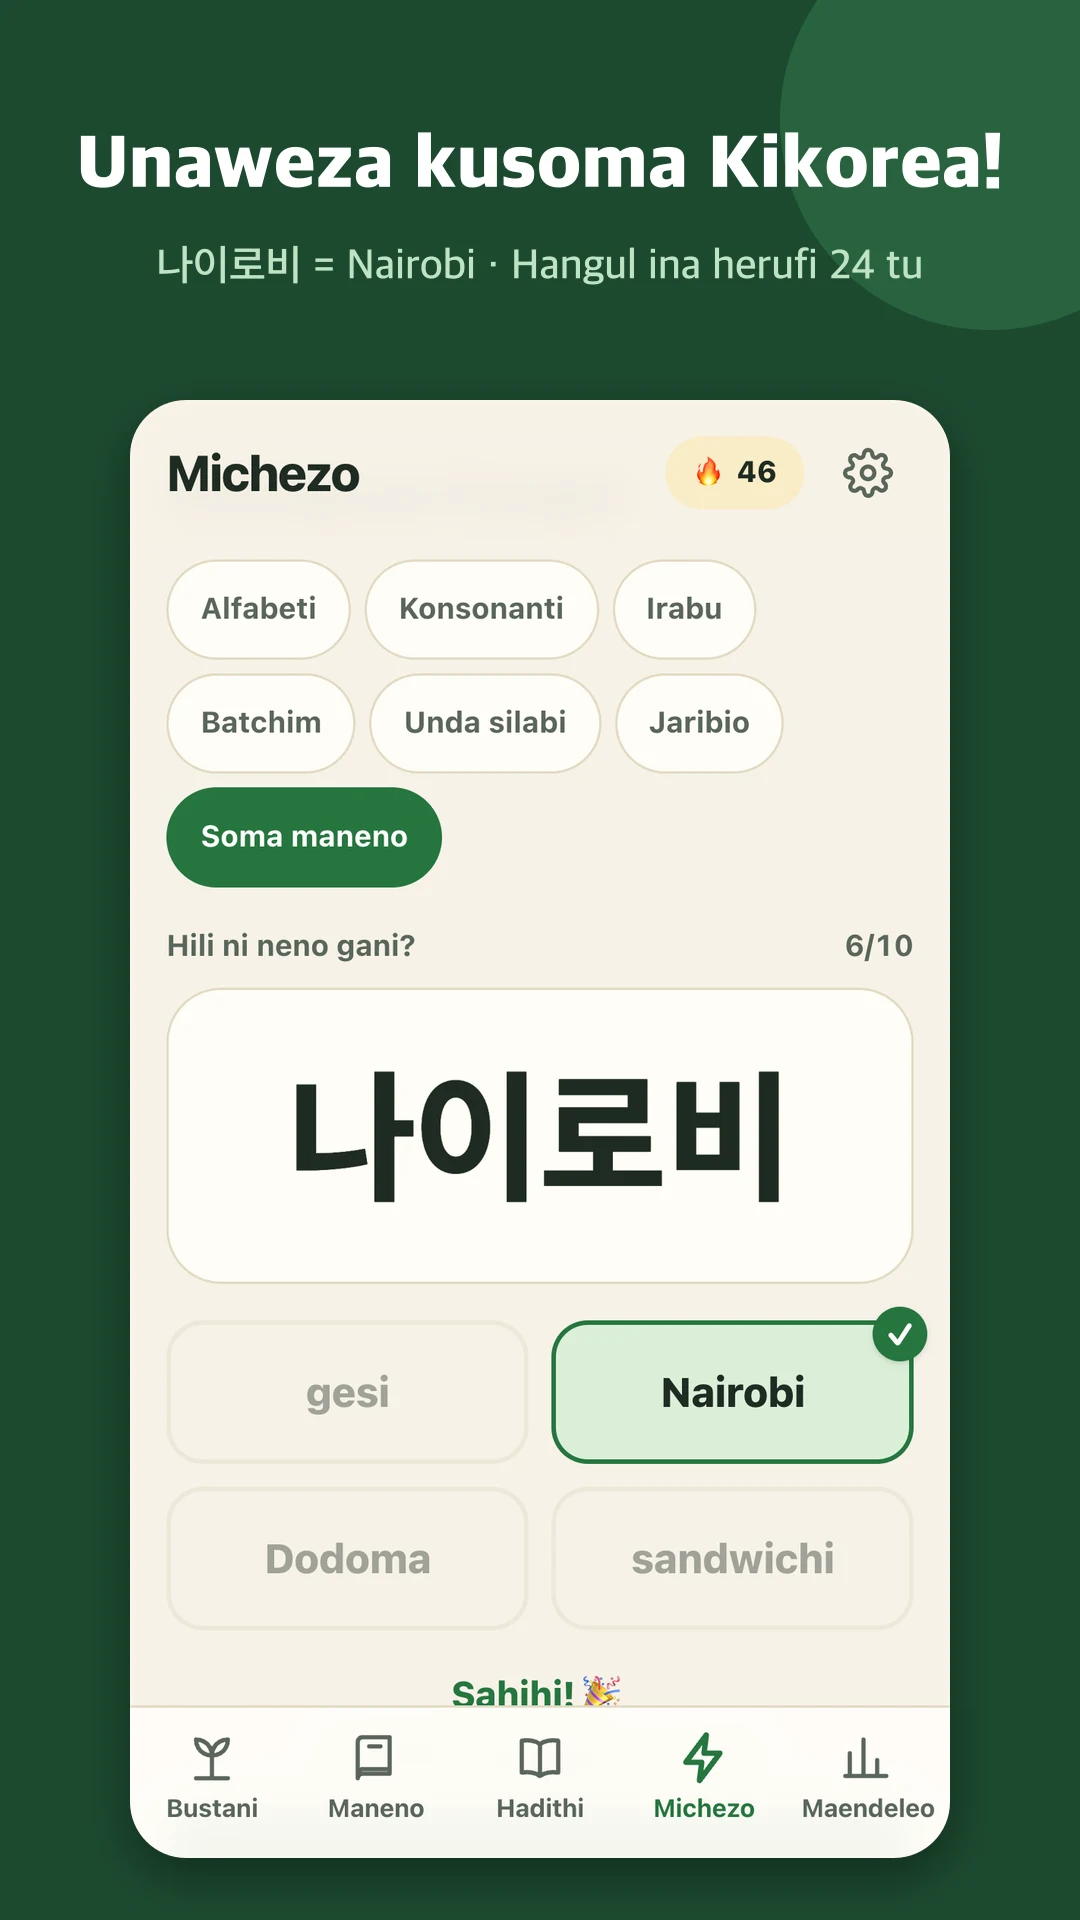 Unaweza kusoma Kikorea!
나이로비 = Nairobi · Hangul ina herufi 24 tu
Michezo 🔥 46
Alfabeti Konsonanti Irabu
Batchim Unda silabi Jaribio
Soma maneno
Hili ni neno gani? 6/10
나이로비
gesi Nairobi
Dodoma sandwichi
Sahihi! 🎉
Bustani Maneno Hadithi Michezo Maendeleo